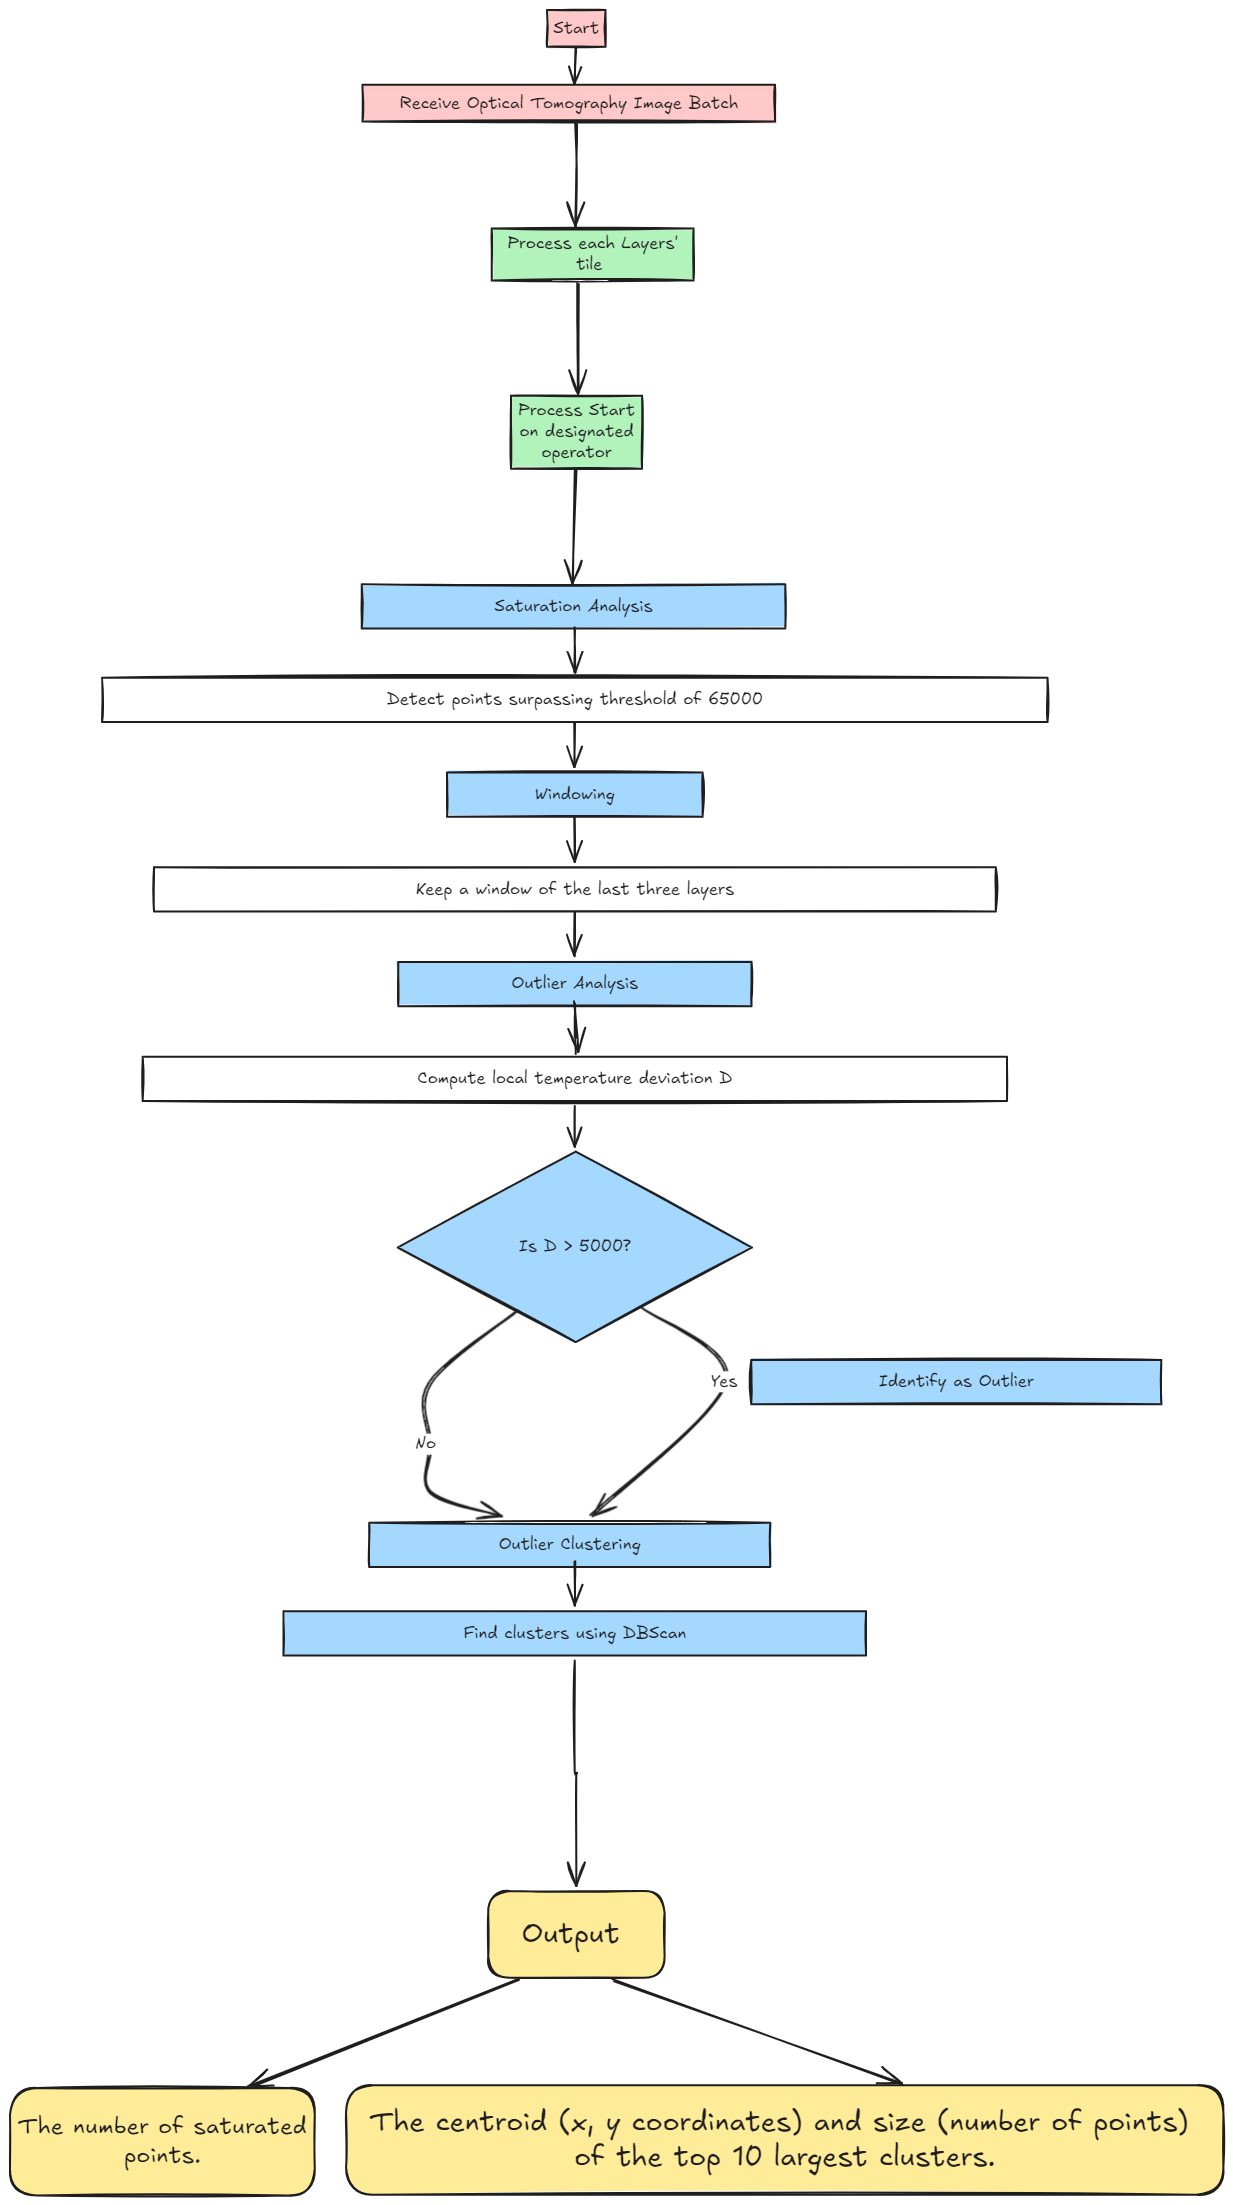 Start
Receive Optical Tomography Image Batch
Process each Layers'
tile
Process Start
on designated
operator
Saturation Analysis
Detect points surpassing threshold of 65000
Windowing
Keep a window of the last three layers
Outlier Analysis
Compute local temperature deviation D
Is D > 5000?
Yes
Identify as Outlier
No
Outlier Clustering
Find clusters using DBScan
Output
The number of saturated
points.
The centroid (x, y coordinates) and size (number of points)
of the top 10 largest clusters.